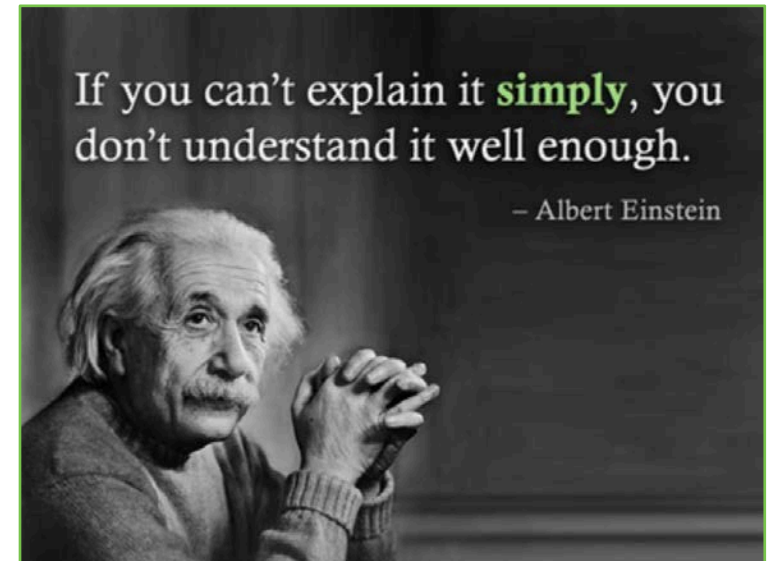 If you can’t explain it simply, you
don’t understand it well enough.
– Albert Einstein